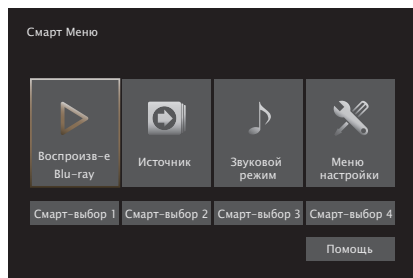 Смарт Меню
Воспроизв-е
Blu-ray
Источник
Звуковой
режим
Меню
настройки
Смарт-выбор 1
Смарт-выбор 2
Смарт-выбор 3
Смарт-выбор 4
Помощь